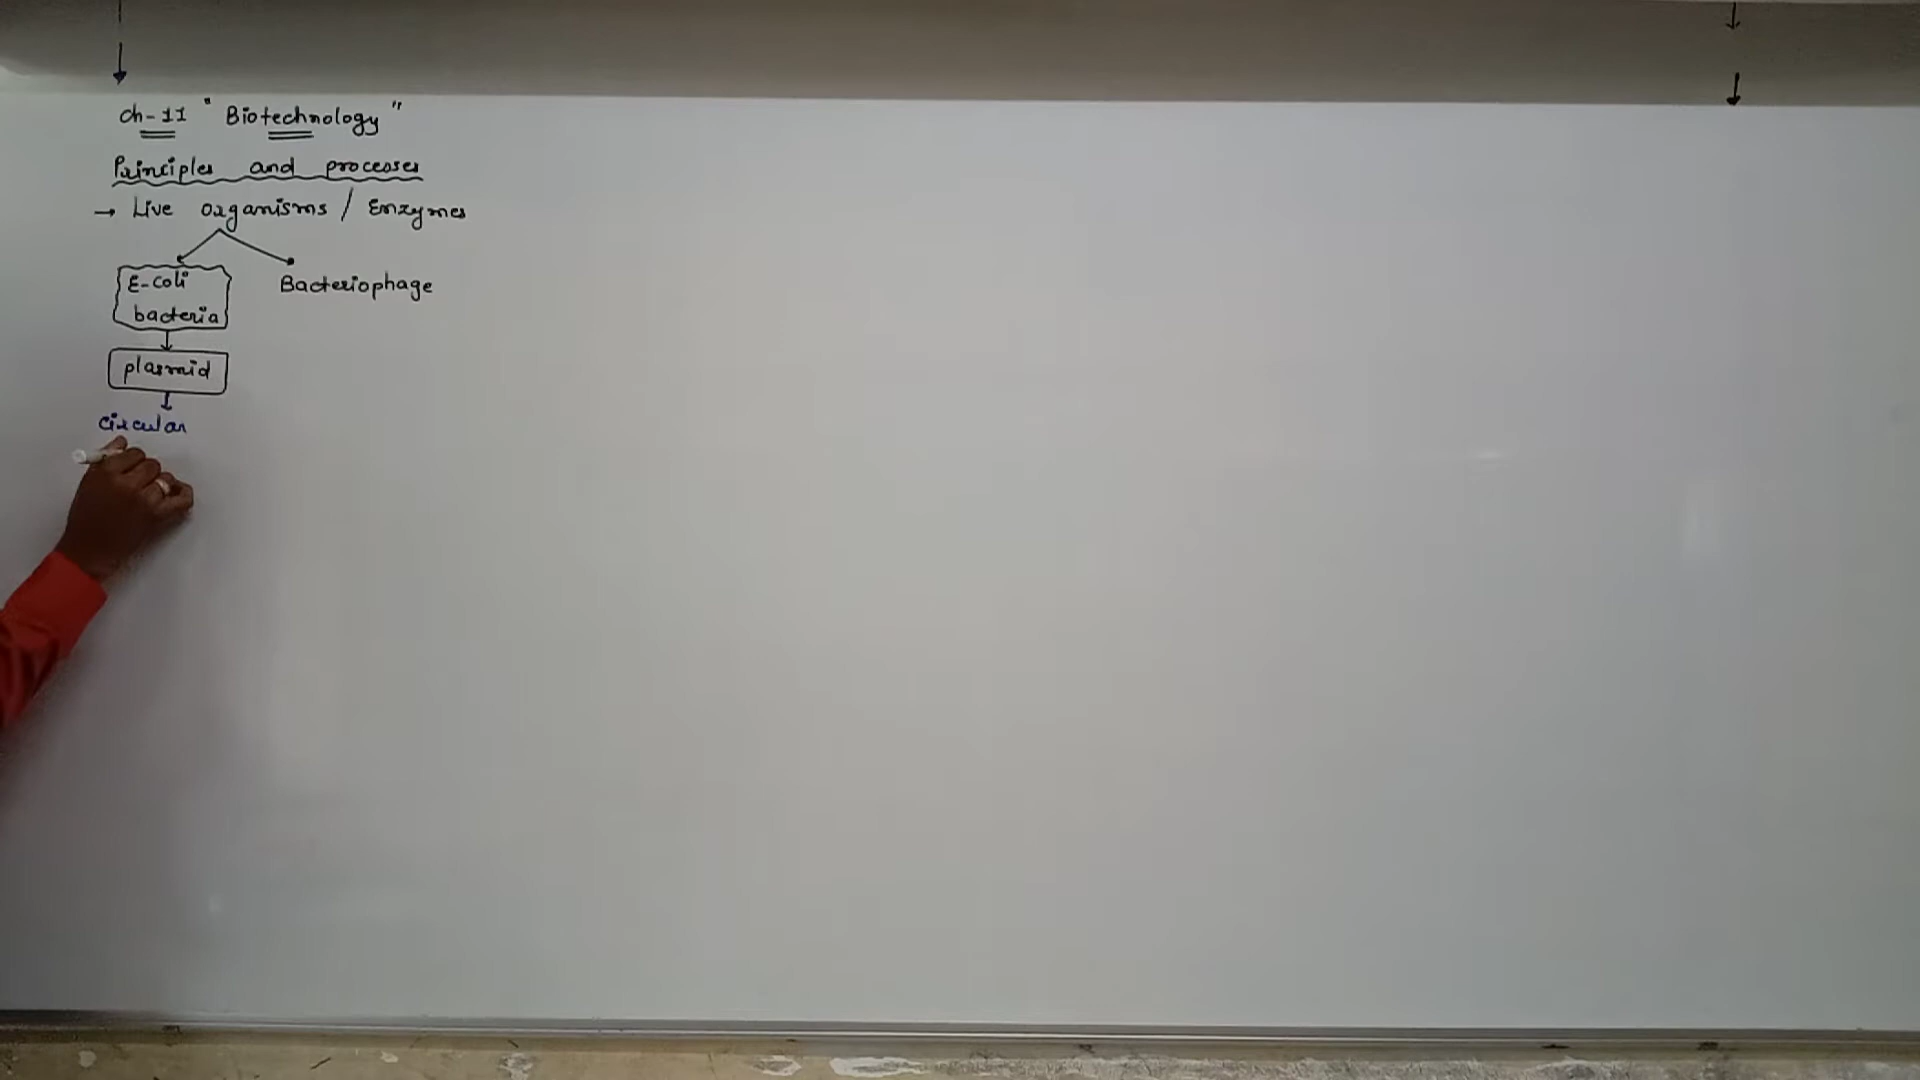 ch-11 "Biotechnology"
Principles and processes
→ Live organisms / Enzymes
E-coli
bacteria
Bacteriophage
plasmid
circular